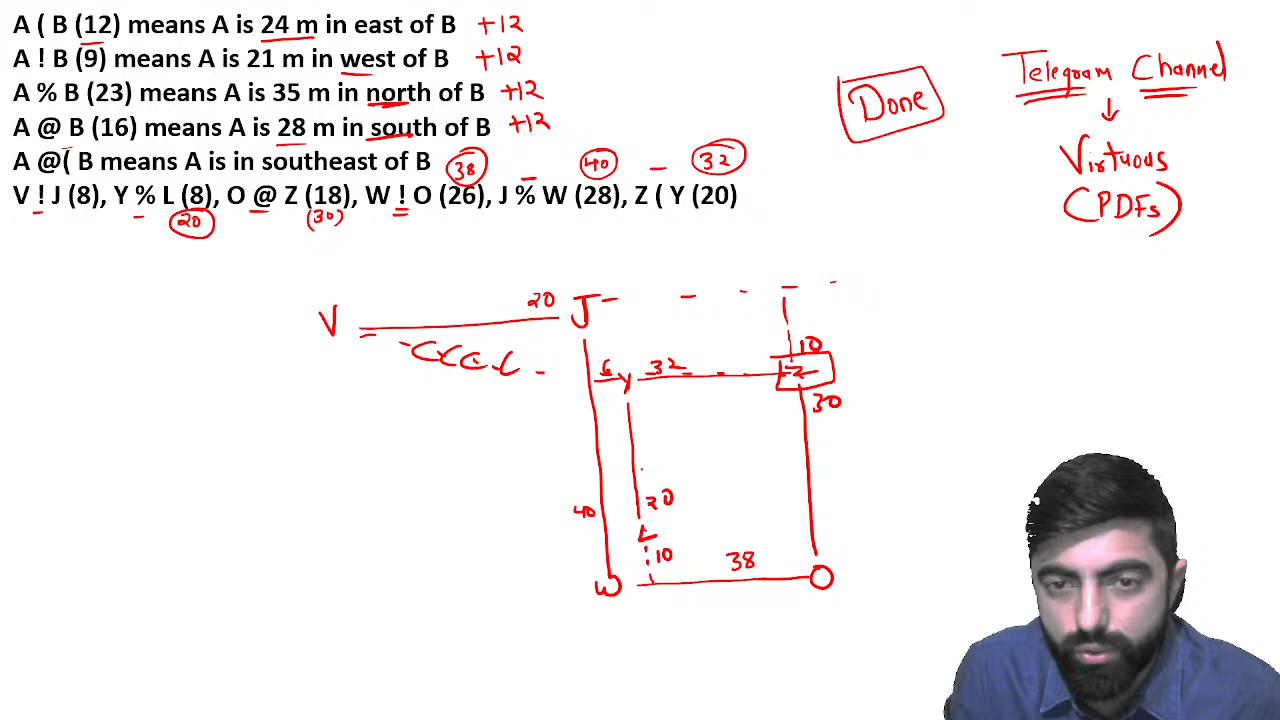 A ( B (12) means A is 24 m in east of B +12
A ! B (9) means A is 21 m in west of B +12
A % B (23) means A is 35 m in north of B +12
A @ B (16) means A is 28 m in south of B +12
A @( B means A is in southeast of B
38 40 32
V ! J (8), Y % L (8), O @ Z (18), W ! O (26), J % W (28), Z ( Y (20)
20 (30)
Done
Telegram Channel
Virtuous
(PDFs)
V 20 J
10
6 Y 32 Z
30
40 20
L
10 38
W O